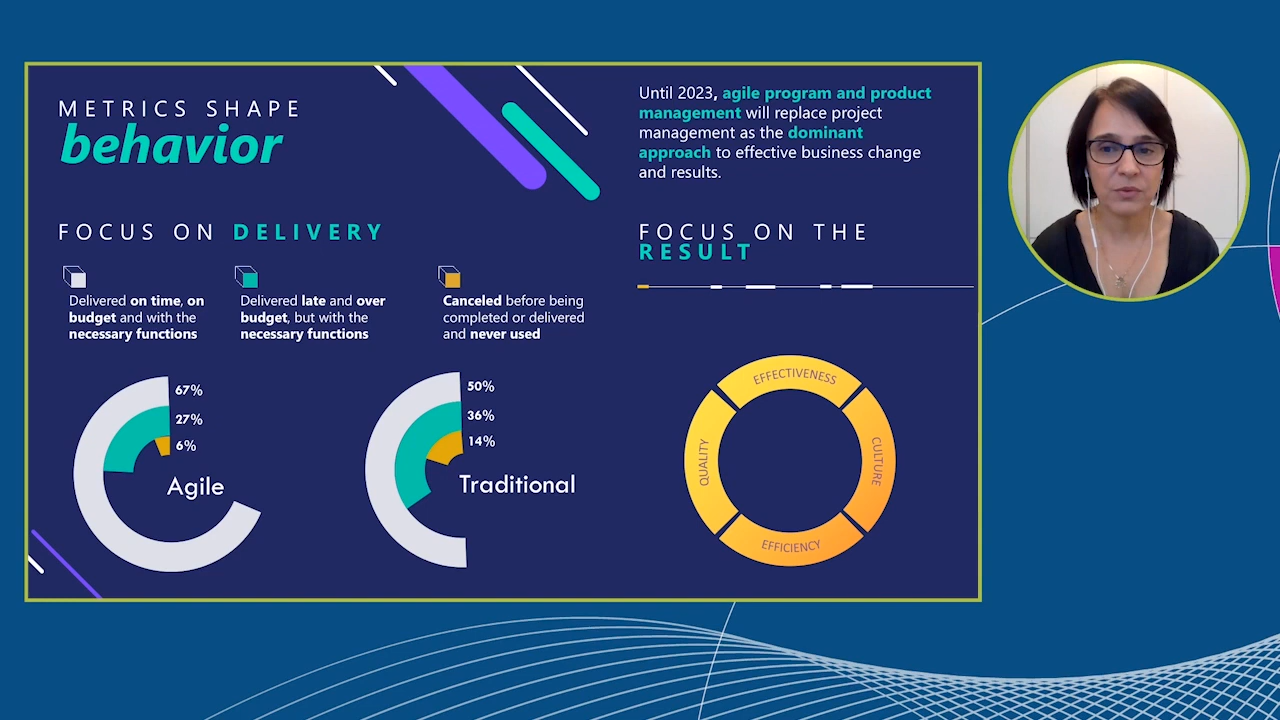 METRICS SHAPE
behavior
Until 2023, agile program and product
management will replace project
management as the dominant
approach to effective business change
and results.
FOCUS ON DELIVERY
Delivered on time, on
budget and with the
necessary functions
Delivered late and over
budget, but with the
necessary functions
Canceled before being
completed or delivered
and never used
67%
27%
6%
Agile
50%
36%
14%
Traditional
FOCUS ON THE
RESULT
EFFECTIVENESS
CULTURE
EFFICIENCY
QUALITY